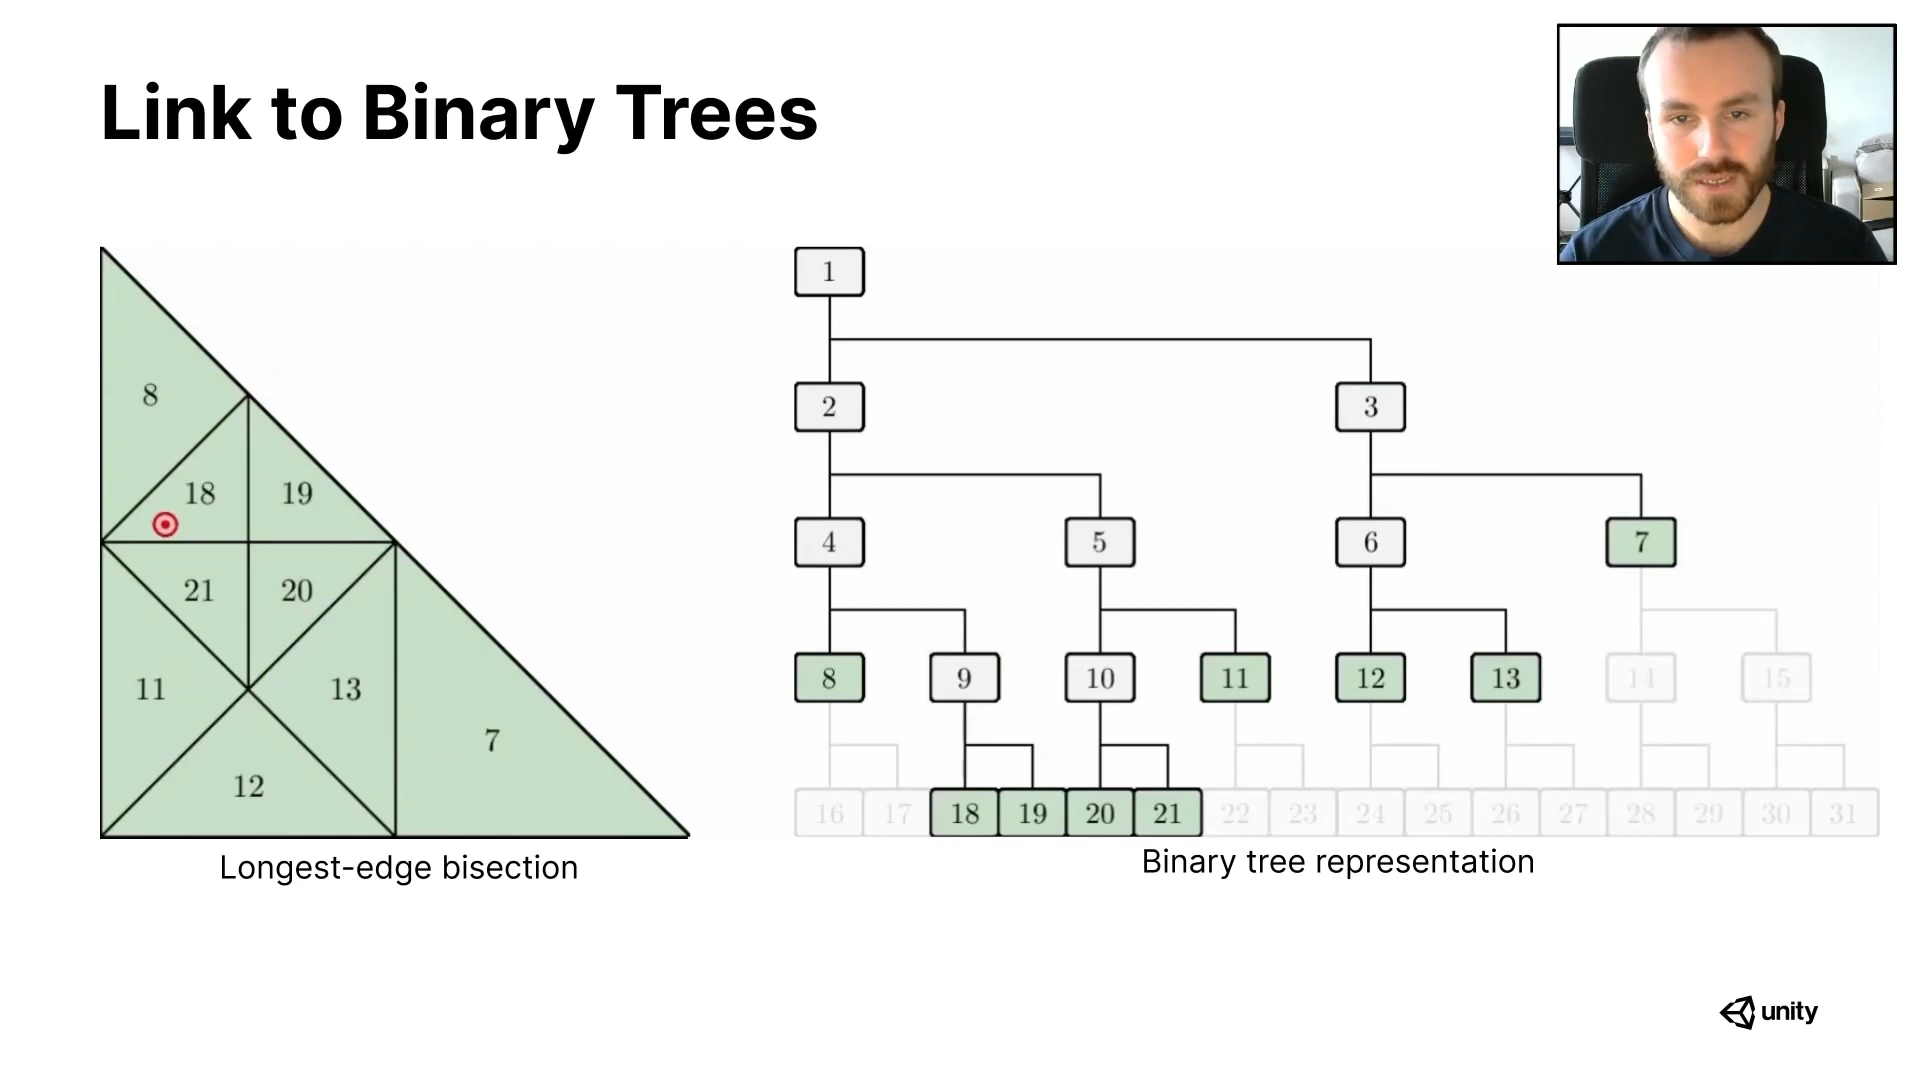 Link to Binary Trees
8
18 19
21 20
11 13
7
12
Longest-edge bisection
1
2 3
4 5 6 7
8 9 10 11 12 13 14 15
16 17 18 19 20 21 22 23 24 25 26 27 28 29 30 31
Binary tree representation
unity